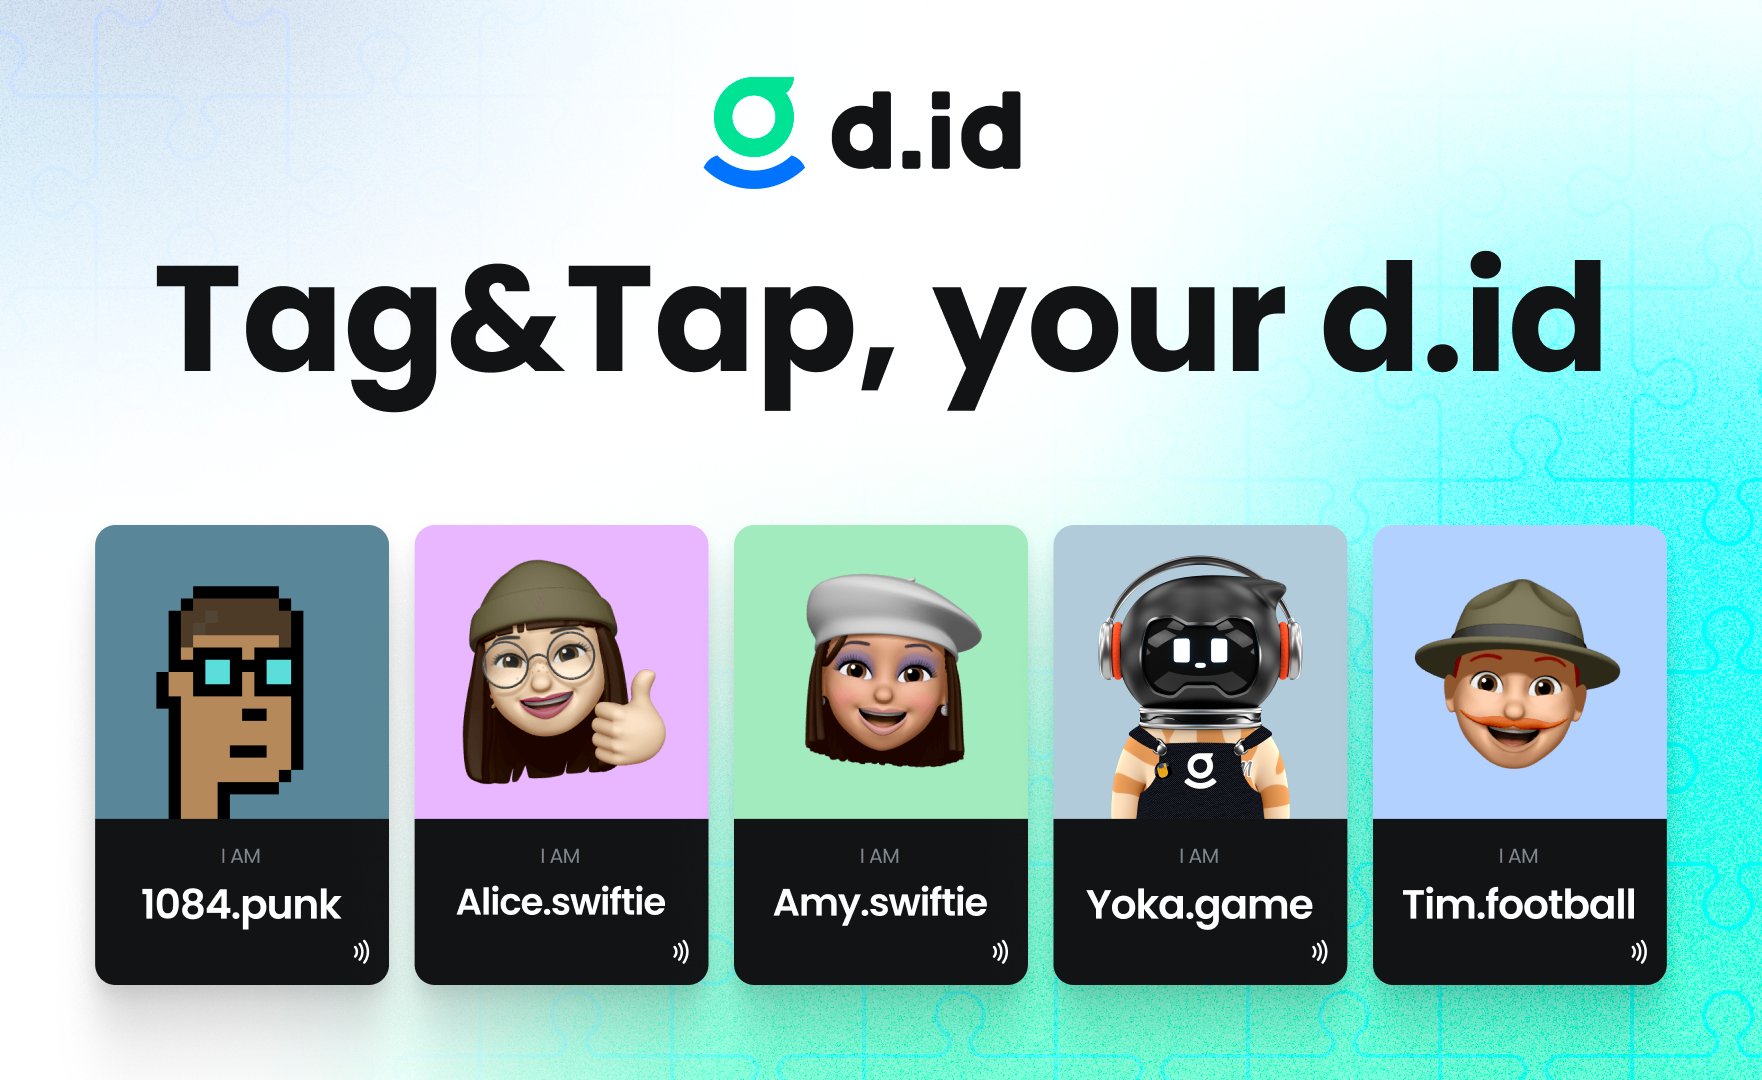 d.id
Tag&Tap, your d.id
I AM
1084.punk
I AM
Alice.swiftie
I AM
Amy.swiftie
I AM
Yoka.game
I AM
Tim.football